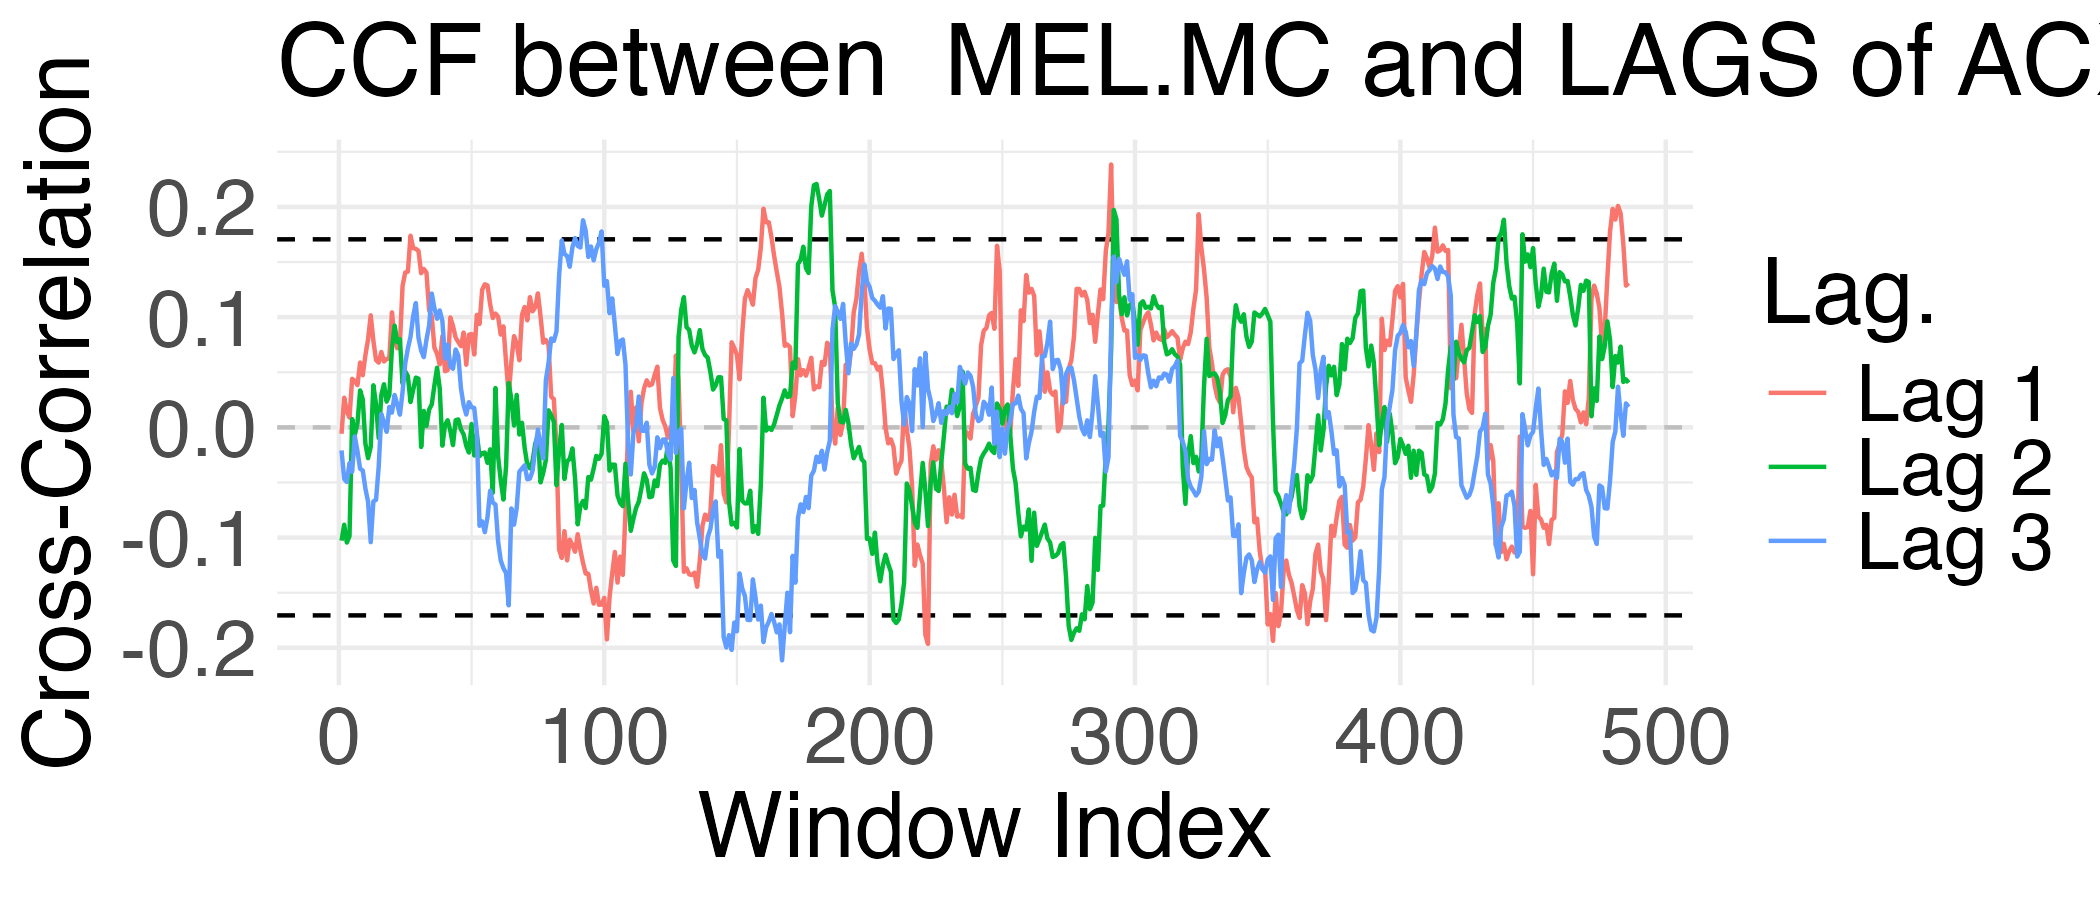 CCF between  MEL.MC and LAGS of AC
Cross-Correlation
0.2
0.1
0.0
-0.1
-0.2
0 100 200 300 400 500
Window Index
Lag.
Lag 1
Lag 2
Lag 3